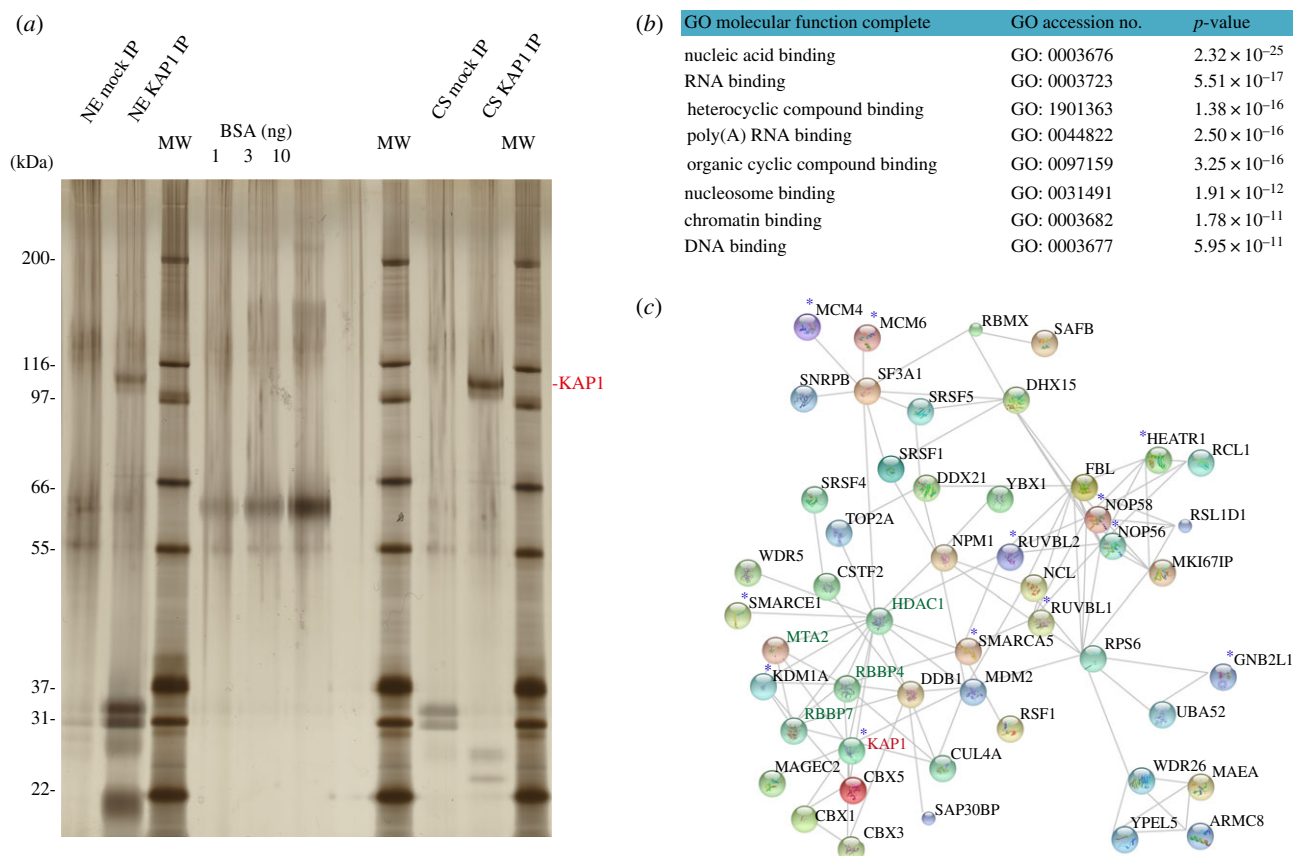 (a)
NE mock IP
NE KAP1 IP
MW
BSA (ng)
1 3 10
MW
CS mock IP
CS KAP1 IP
MW
(kDa)
200-
116-
97-
66-
55-
37-
31-
22-
-KAP1
(b)
GO molecular function complete GO accession no. p-value
nucleic acid binding GO: 0003676 2.32 × 10⁻²⁵
RNA binding GO: 0003723 5.51 × 10⁻¹⁷
heterocyclic compound binding GO: 1901363 1.38 × 10⁻¹⁶
poly(A) RNA binding GO: 0044822 2.50 × 10⁻¹⁶
organic cyclic compound binding GO: 0097159 3.25 × 10⁻¹⁶
nucleosome binding GO: 0031491 1.91 × 10⁻¹²
chromatin binding GO: 0003682 1.78 × 10⁻¹¹
DNA binding GO: 0003677 5.95 × 10⁻¹¹
(c)
*MCM4
*MCM6
RBMX
SAFB
SNRPB
SF3A1
SRSF5
DHX15
*HEATR1
RCL1
SRSF1
FBL
SRSF4
DDX21
YBX1
*NOP58
RSL1D1
TOP2A
*NOP56
WDR5
NPM1
*RUVBL2
MKI67IP
CSTF2
NCL
*SMARCE1
HDAC1
*RUVBL1
MTA2
*SMARCA5
RPS6
*GNB2L1
*KDM1A
RBBP4
DDB1
MDM2
RBBP7
RSF1
UBA52
*KAP1
MAGEC2
CBX5
CUL4A
WDR26
MAEA
CBX1
SAP30BP
CBX3
YPEL5
ARMC8